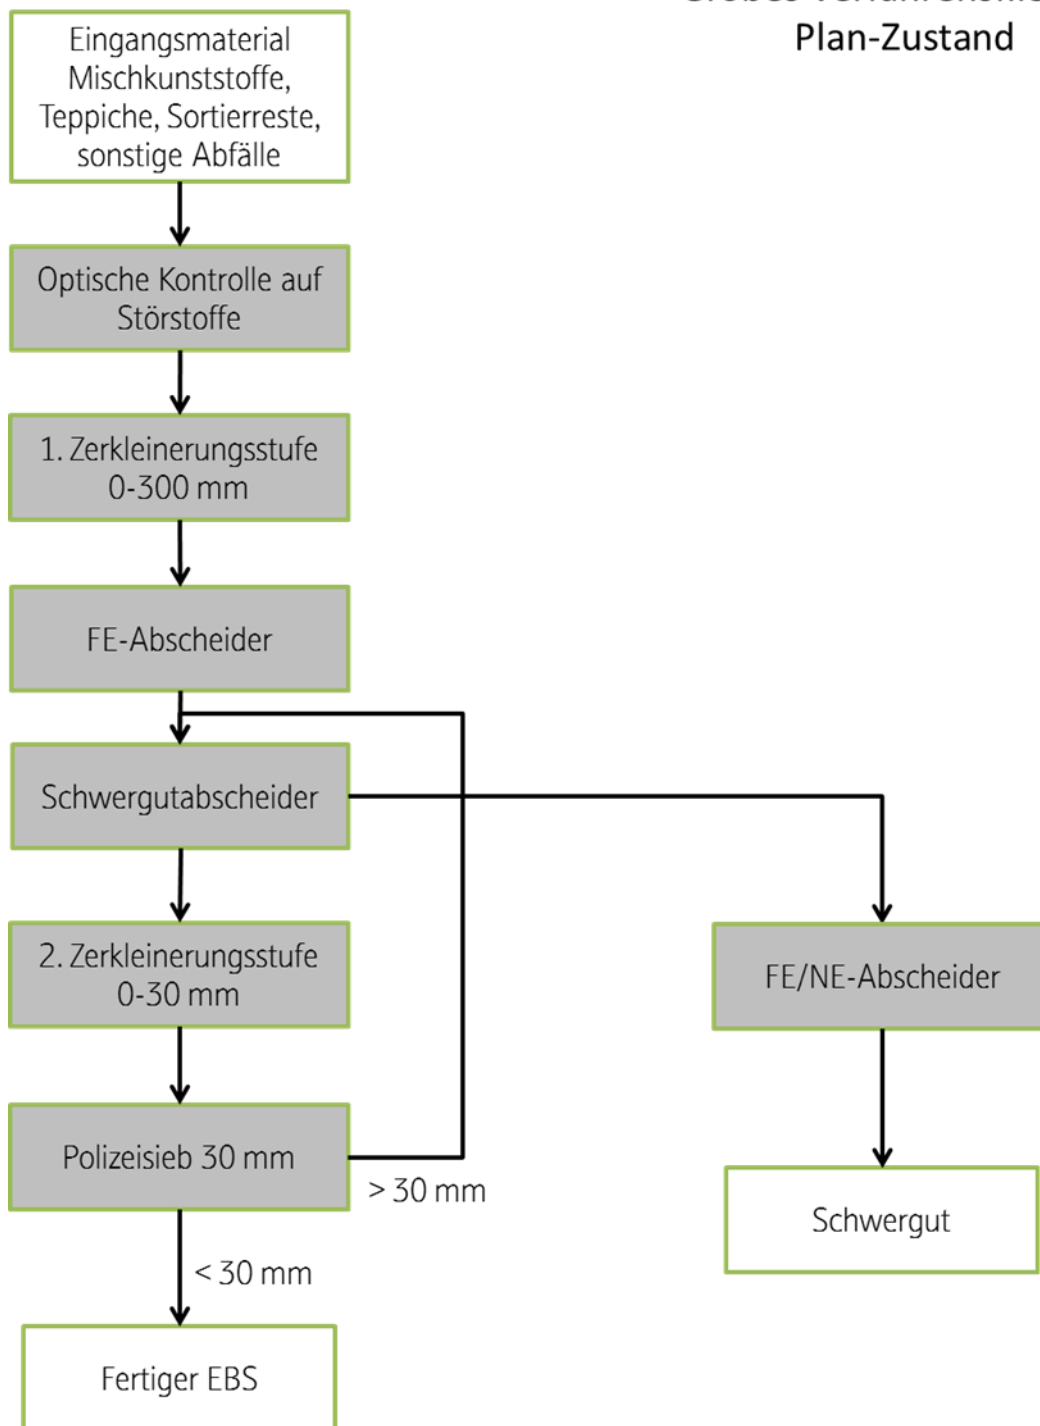 Plan-Zustand
Eingangsmaterial
Mischkunststoffe,
Teppiche, Sortierreste,
sonstige Abfälle
Optische Kontrolle auf
Störstoffe
1. Zerkleinerungsstufe
0-300 mm
FE-Abscheider
Schwergutabscheider
2. Zerkleinerungsstufe
0-30 mm
FE/NE-Abscheider
Polizeisieb 30 mm
> 30 mm
Schwergut
< 30 mm
Fertiger EBS